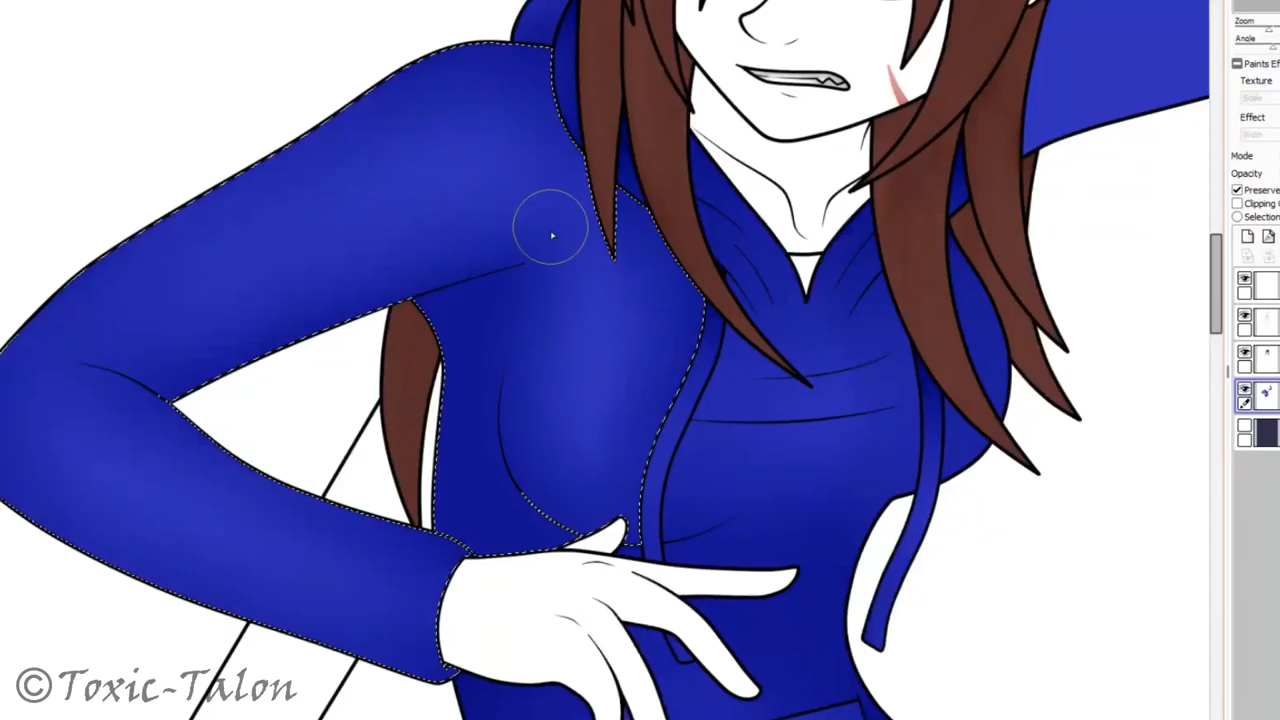 Zoom
Angle
Paints Ef
Texture
Scale
Effect
Width
Mode
Opacity
Preserve
Clipping
Selection
©Toxic-Talon